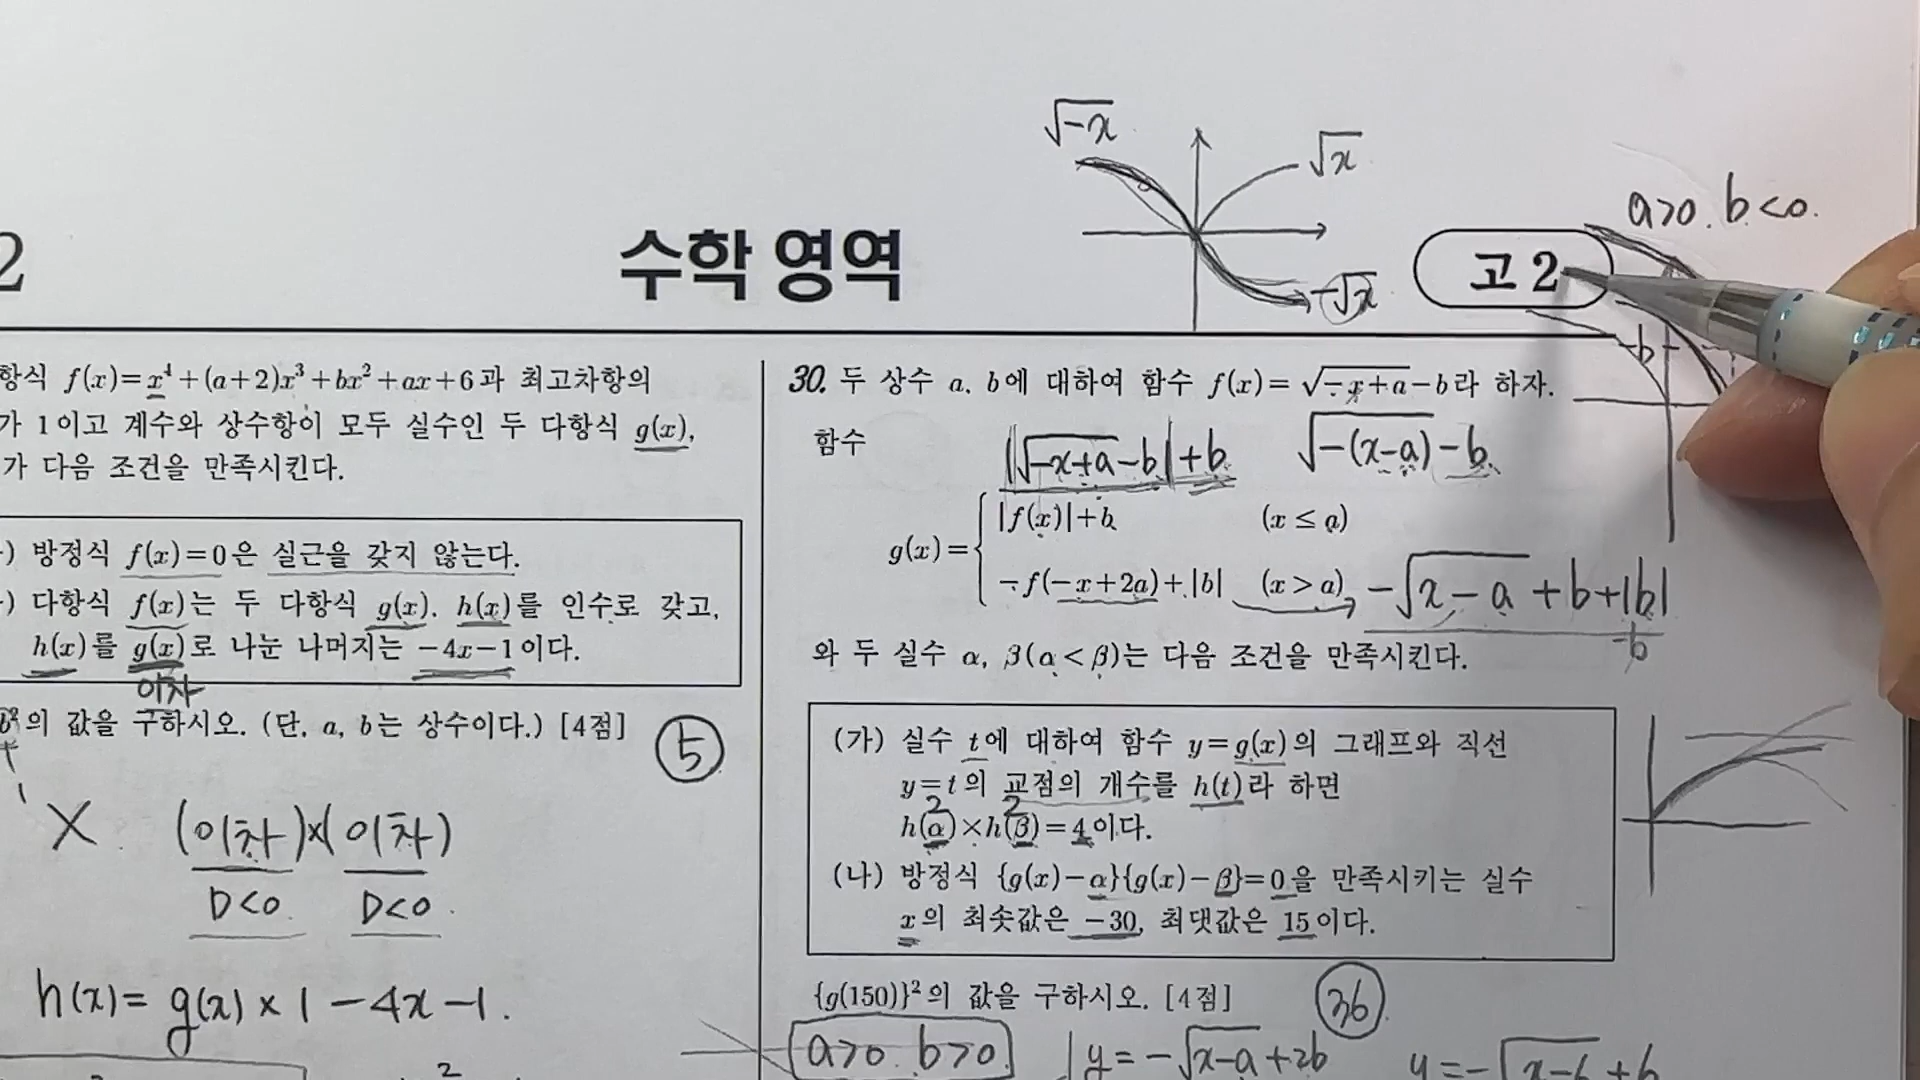 √-x
√x
a>0. b<0.
2
수학 영역
고 2
-√x
-b
항식 f(x)=x⁴+(a+2)x³+bx²+ax+6과 최고차항의
가 1이고 계수와 상수항이 모두 실수인 두 다항식 g(x),
가 다음 조건을 만족시킨다.
) 방정식 f(x)=0은 실근을 갖지 않는다.
) 다항식 f(x)는 두 다항식 g(x), h(x)를 인수로 갖고,
h(x)를 g(x)로 나눈 나머지는 -4x-1이다.
이차
b²의 값을 구하시오. (단, a, b는 상수이다.) [4점]
5
X (이차)x(이차)
D<0. D<0.
h(x)= g(x) × 1 -4x-1.
2
30. 두 상수 a, b에 대하여 함수 f(x)=√-x+a-b라 하자.
함수
|√-x+a-b|+b √-(x-a)-b
g(x)= |f(x)|+b (x≤a)
-f(-x+2a)+|b| (x>a) -√x-a+b+|b|
-b
와 두 실수 α, β(α<β)는 다음 조건을 만족시킨다.
(가) 실수 t에 대하여 함수 y=g(x)의 그래프와 직선
y=t의 교점의 개수를 h(t)라 하면
2 2
h(α)×h(β)=4이다.
(나) 방정식 {g(x)-α}{g(x)-β}=0을 만족시키는 실수
x의 최솟값은 -30, 최댓값은 15이다.
{g(150)}²의 값을 구하시오. [4점]
36
a>0. b>0 y=-√x-a+2b y=-√x-b+b